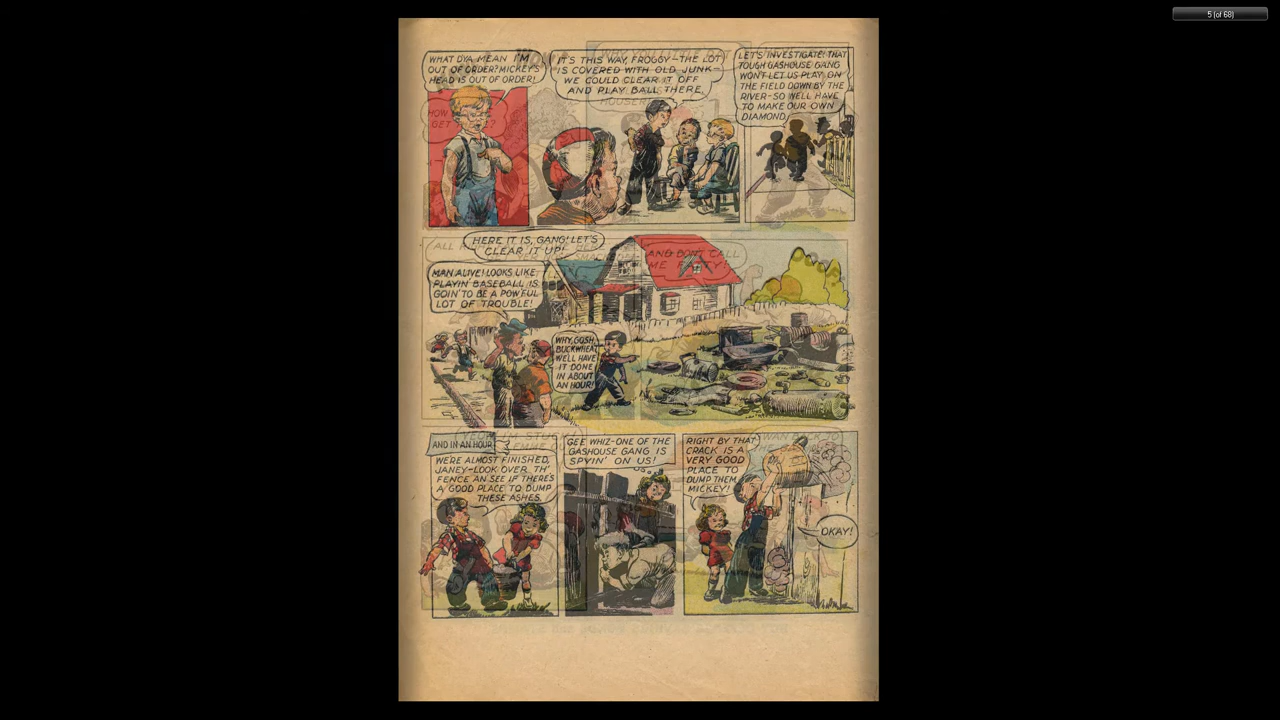 5 (of 68)
WHAT D'YA MEAN I'M
OUT OF ORDER? MICKEY'S
HEAD IS OUT OF ORDER!
IT'S THIS WAY, FROGGY—THE LOT
IS COVERED WITH OLD JUNK—
WE COULD CLEAR IT OFF
AND PLAY BALL THERE.
LET'S INVESTIGATE! THAT
TOUGH GASHOUSE GANG
WON'T LET US PLAY ON
THE FIELD DOWN BY THE
RIVER-SO WE'LL HAVE
TO MAKE OUR OWN
DIAMOND.
HERE IT IS, GANG! LET'S
CLEAR IT UP!
MAN ALIVE! LOOKS LIKE
PLAYIN' BASEBALL IS
GOIN' TO BE A POW'FUL
LOT OF TROUBLE!
WHY, GOSH,
BUCKWHEAT,
WE'LL HAVE
IT DONE
IN ABOUT
AN HOUR!
AND IN AN HOUR
WE'RE ALMOST FINISHED,
JANEY-LOOK OVER TH'
FENCE AN' SEE IF THERE'S
A GOOD PLACE TO DUMP
THESE ASHES.
GEE WHIZ-ONE OF THE
GASHOUSE GANG IS
SPYIN' ON US!
RIGHT BY THAT
CRACK IS A
VERY GOOD
PLACE TO
DUMP THEM,
MICKEY!
OKAY!